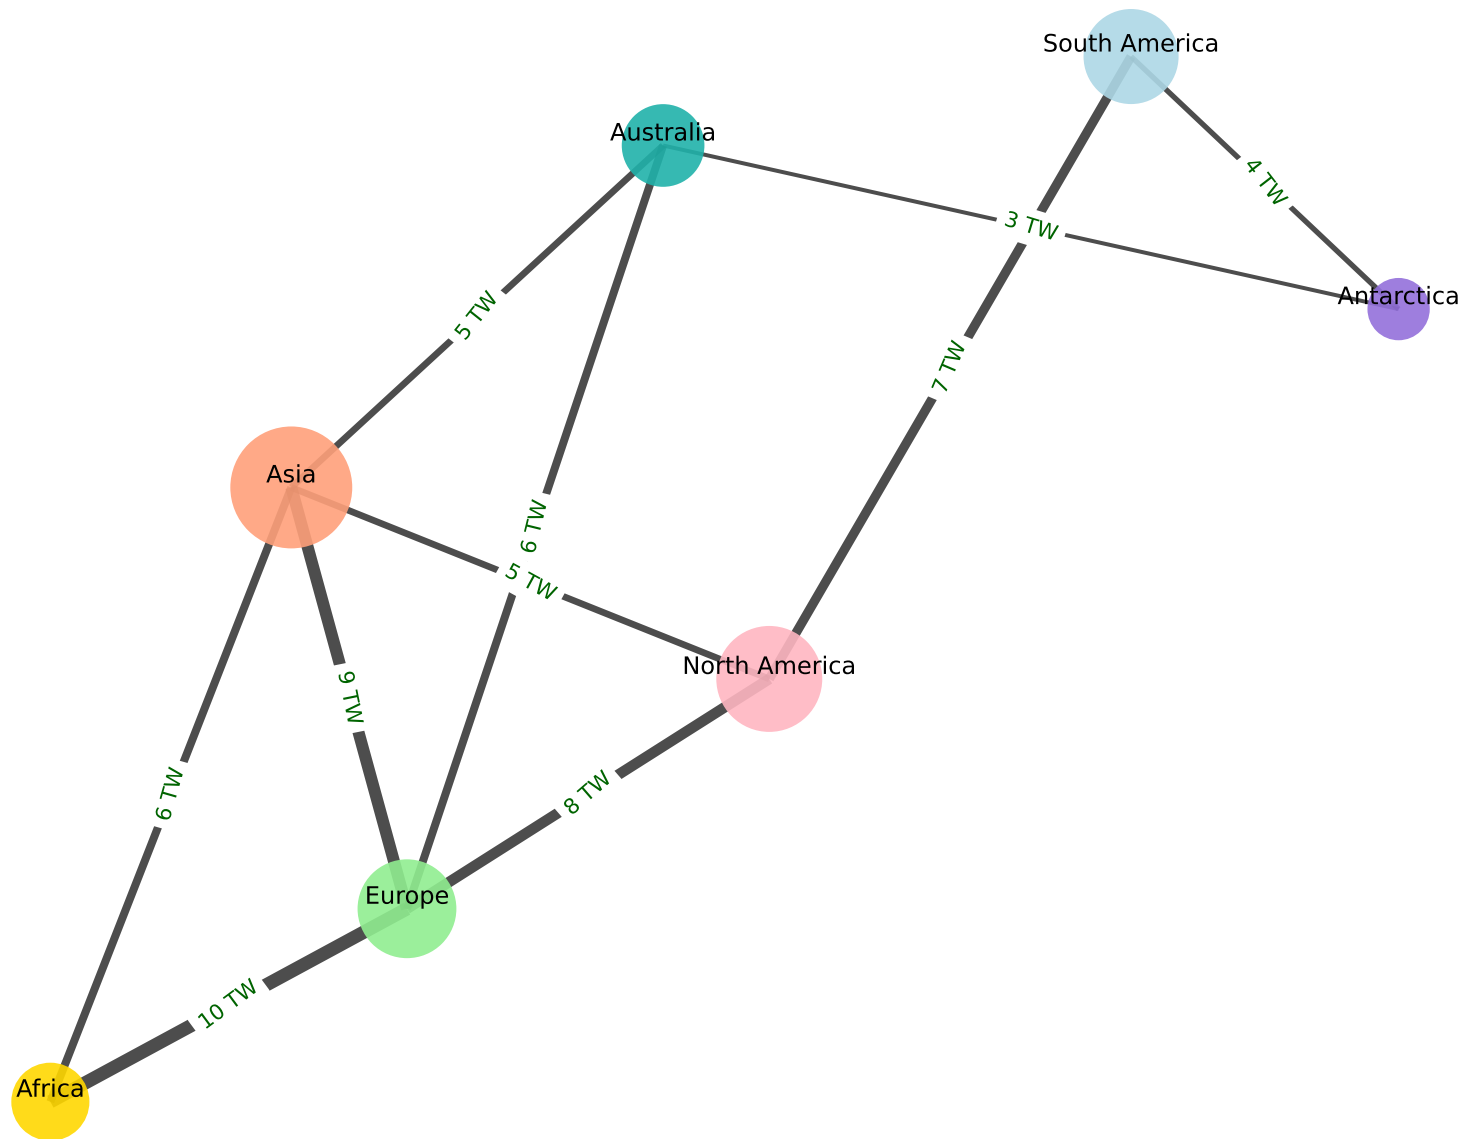 South America
Australia
4 TW
3 TW
Antarctica
5 TW
7 TW
Asia
6 TW
5 TW
North America
9 TW
6 TW
8 TW
Europe
10 TW
Africa